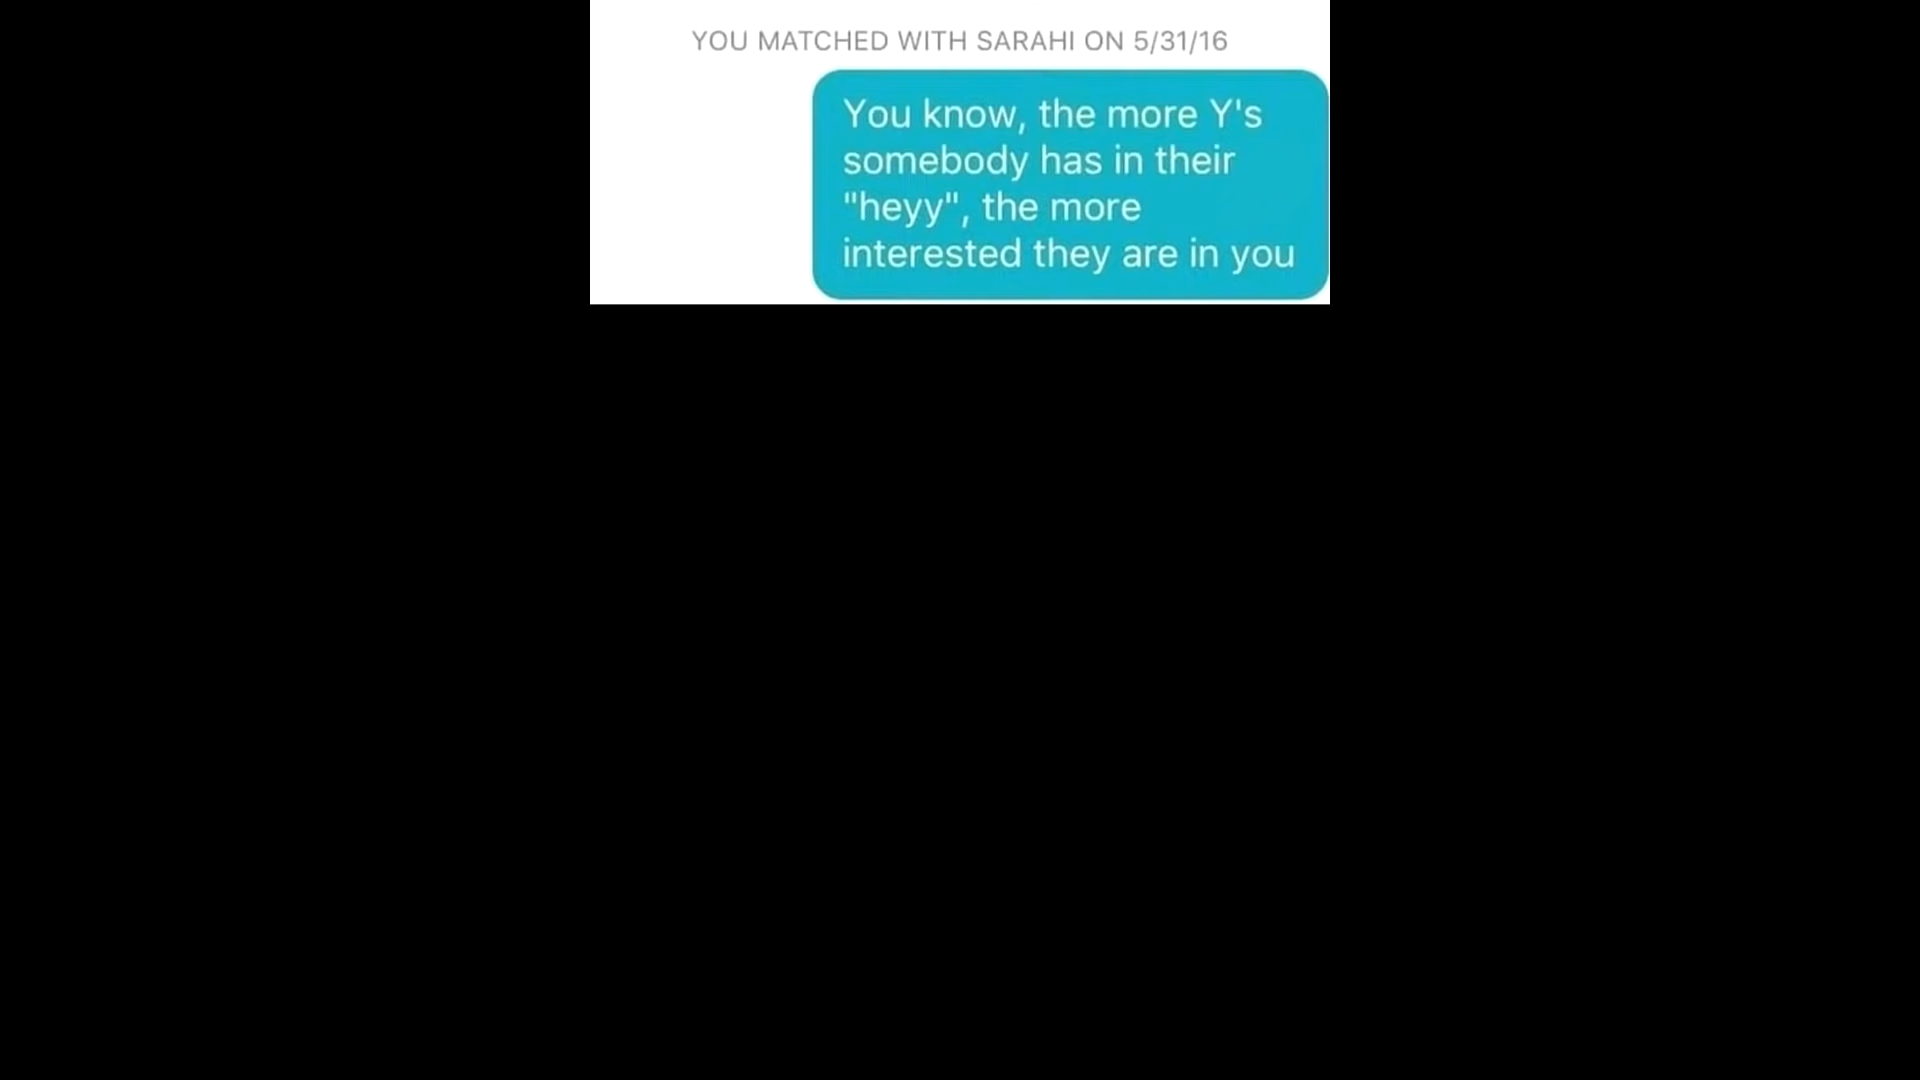 YOU MATCHED WITH SARAHI ON 5/31/16
You know, the more Y's
somebody has in their
"heyy", the more
interested they are in you